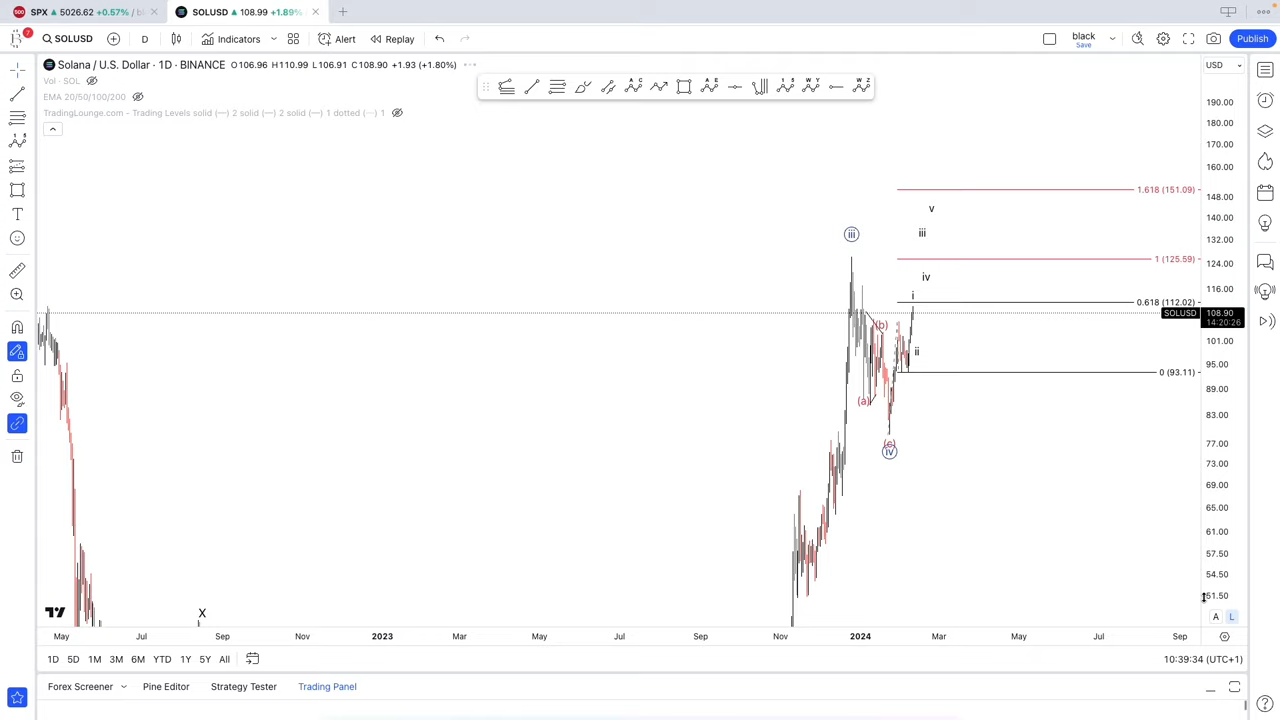 500 SPX ▲ 5026.62 +0.57% / bl × SOLUSD ▲ 108.99 +1.89% ×
7 SOLUSD D Indicators Alert Replay black Save Publish
Solana / U.S. Dollar · 1D · BINANCE O106.96 H110.99 L106.91 C108.90 +1.93 (+1.80%) USD
Vol · SOL
EMA 20/50/100/200
TradingLounge.com - Trading Levels solid (—) 2 solid (—) 2 solid (—) 1 dotted (—) 1
A C
A E
1 5
W Y
W Z
190.00
180.00
170.00
160.00
1.618 (151.09)
148.00
v
140.00
iii
iii
132.00
1 (125.59)
124.00
iv
116.00
i
0.618 (112.02)
SOLUSD 108.90
14:20:26
(b)
101.00
ii
95.00
0 (93.11)
89.00
(a)
83.00
(c)
77.00
iv
73.00
69.00
65.00
61.00
57.50
54.50
51.50
X
A L
May Jul Sep Nov 2023 Mar May Jul Sep Nov 2024 Mar May Jul Sep
1D 5D 1M 3M 6M YTD 1Y 5Y All 10:39:34 (UTC+1)
Forex Screener Pine Editor Strategy Tester Trading Panel